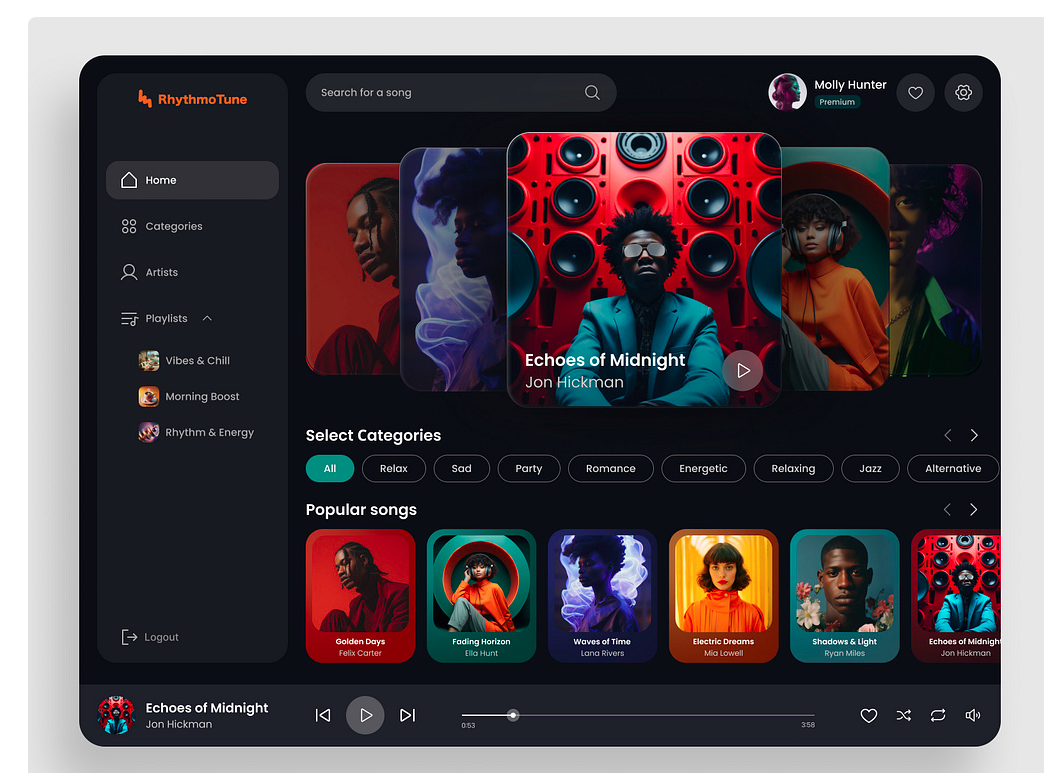 RhythmoTune
Search for a song
Molly Hunter
Premium
Home
Categories
Artists
Playlists
Vibes & Chill
Morning Boost
Rhythm & Energy
Logout
Echoes of Midnight
Jon Hickman
Select Categories
All
Relax
Sad
Party
Romance
Energetic
Relaxing
Jazz
Alternative
Popular songs
Golden Days
Felix Carter
Fading Horizon
Ella Hunt
Waves of Time
Lana Rivers
Electric Dreams
Mia Lowell
Shadows & Light
Ryan Miles
Echoes of Midnight
Jon Hickman
Echoes of Midnight
Jon Hickman
0:53
3:58